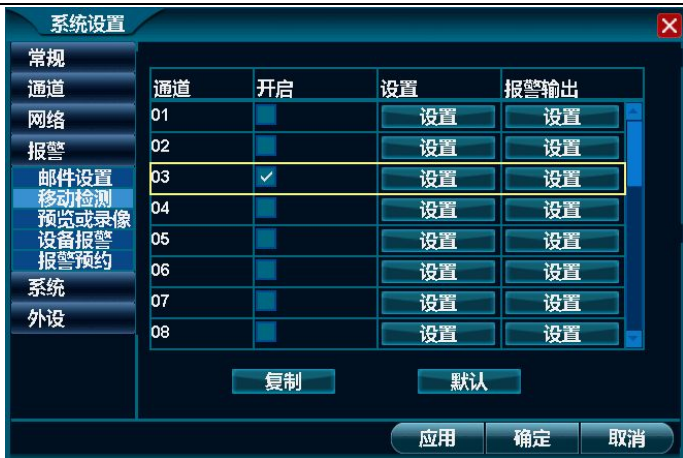 系统设置
常规
通道
网络
报警
邮件设置
移动检测
预览或录像
设备报警
报警预约
系统
外设
通道 开启 设置 报警输出
01 设置 设置
02 设置 设置
03 设置 设置
04 设置 设置
05 设置 设置
06 设置 设置
07 设置 设置
08 设置 设置
复制 默认
应用 确定 取消